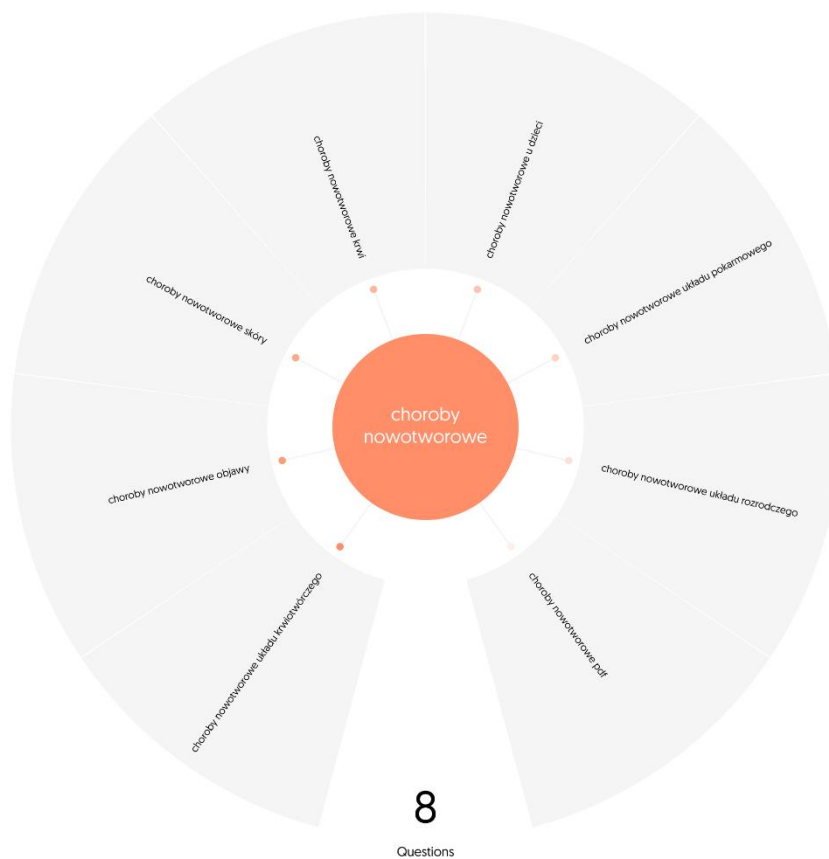 choroby nowotworowe układu krwiotwórczego
choroby nowotworowe objawy
choroby nowotworowe skóry
choroby nowotworowe krwi
choroby nowotworowe u dzieci
choroby nowotworowe układu pokarmowego
choroby nowotworowe układu rozrodczego
choroby nowotworowe pdf
choroby
nowotworowe
8
Questions